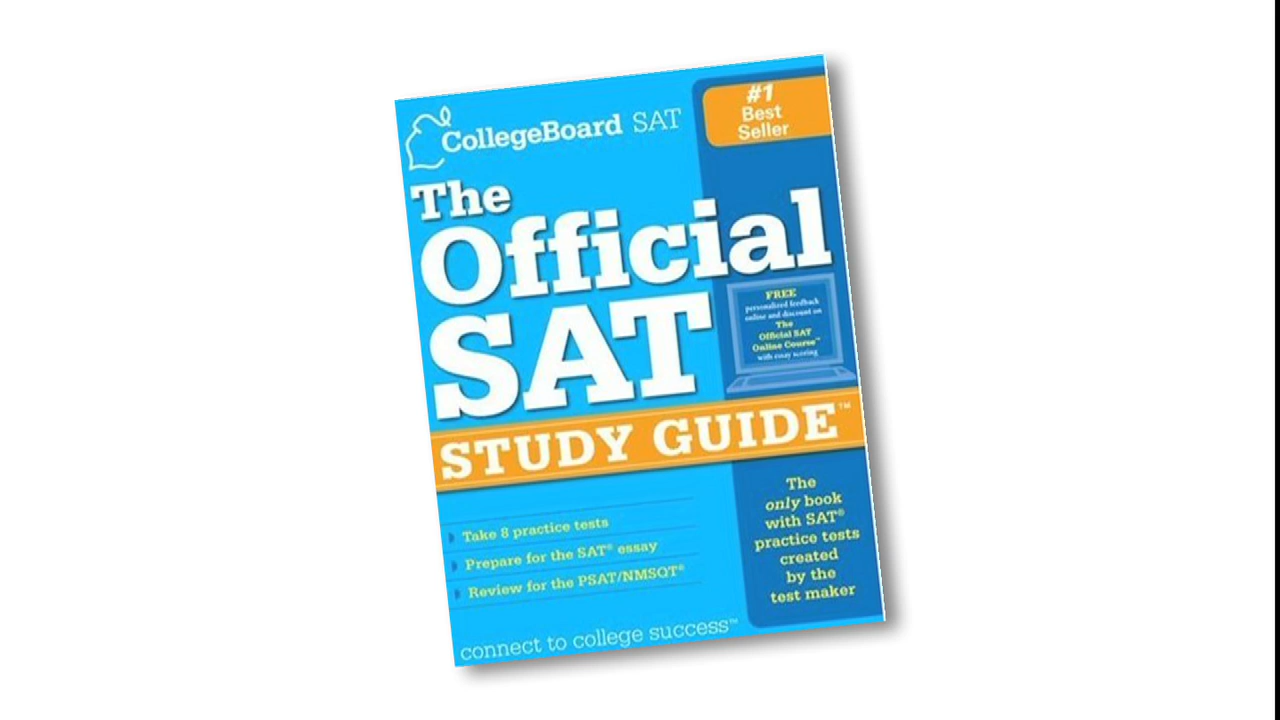 CollegeBoard SAT
#1
Best
Seller
The
Official
SAT
STUDY GUIDE™
FREE
personalized feedback
online and discount on
The
Official SAT
Online Course™
with essay scoring
Take 8 practice tests
Prepare for the SAT® essay
Review for the PSAT/NMSQT®
The
only book
with SAT®
practice tests
created
by the
test maker
connect to college success™